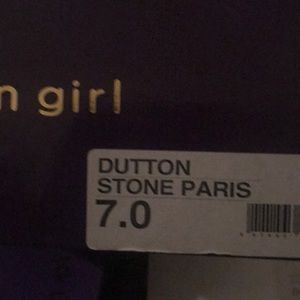 n girl
DUTTON
STONE PARIS
7.0